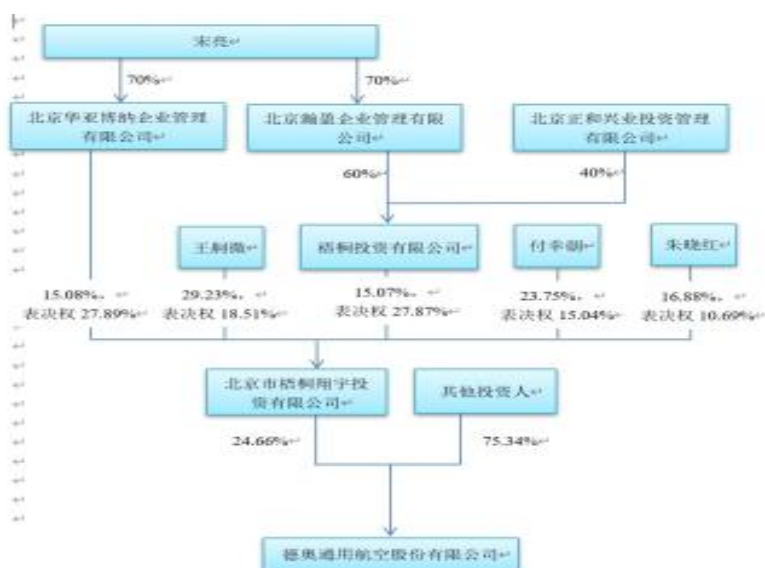 宋亮
70%
70%
北京华亚博纳企业管理
有限公司
北京瀚盈企业管理有限
公司
北京正和兴业投资管理
有限公司
60%
40%
王娟薇
梧桐投资有限公司
付幸朝
朱晓红
15.08%、
表决权 27.89%
29.23%、
表决权 18.51%
15.07%、
表决权 27.87%
23.75%、
表决权 15.04%
16.88%、
表决权 10.69%
北京市梧桐翔宇投
资有限公司
其他投资人
24.66%
75.34%
德奥通用航空股份有限公司